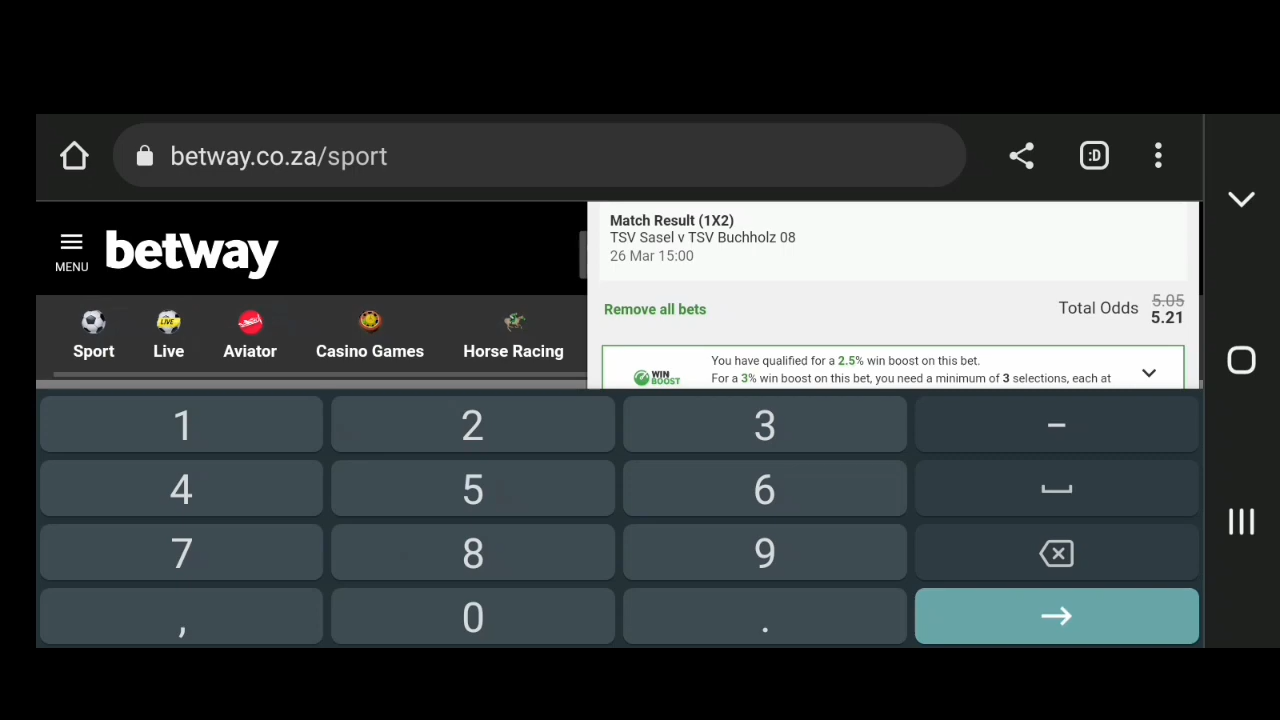 betway.co.za/sport
:D
MENU
betway
Sport
LIVE
Live
Aviator
Casino Games
Horse Racing
Match Result (1X2)
TSV Sasel v TSV Buchholz 08
26 Mar 15:00
Remove all bets
Total Odds
5.05
5.21
WIN
BOOST
You have qualified for a 2.5% win boost on this bet.
For a 3% win boost on this bet, you need a minimum of 3 selections, each at
1 2 3 –
4 5 6
7 8 9
, 0 .